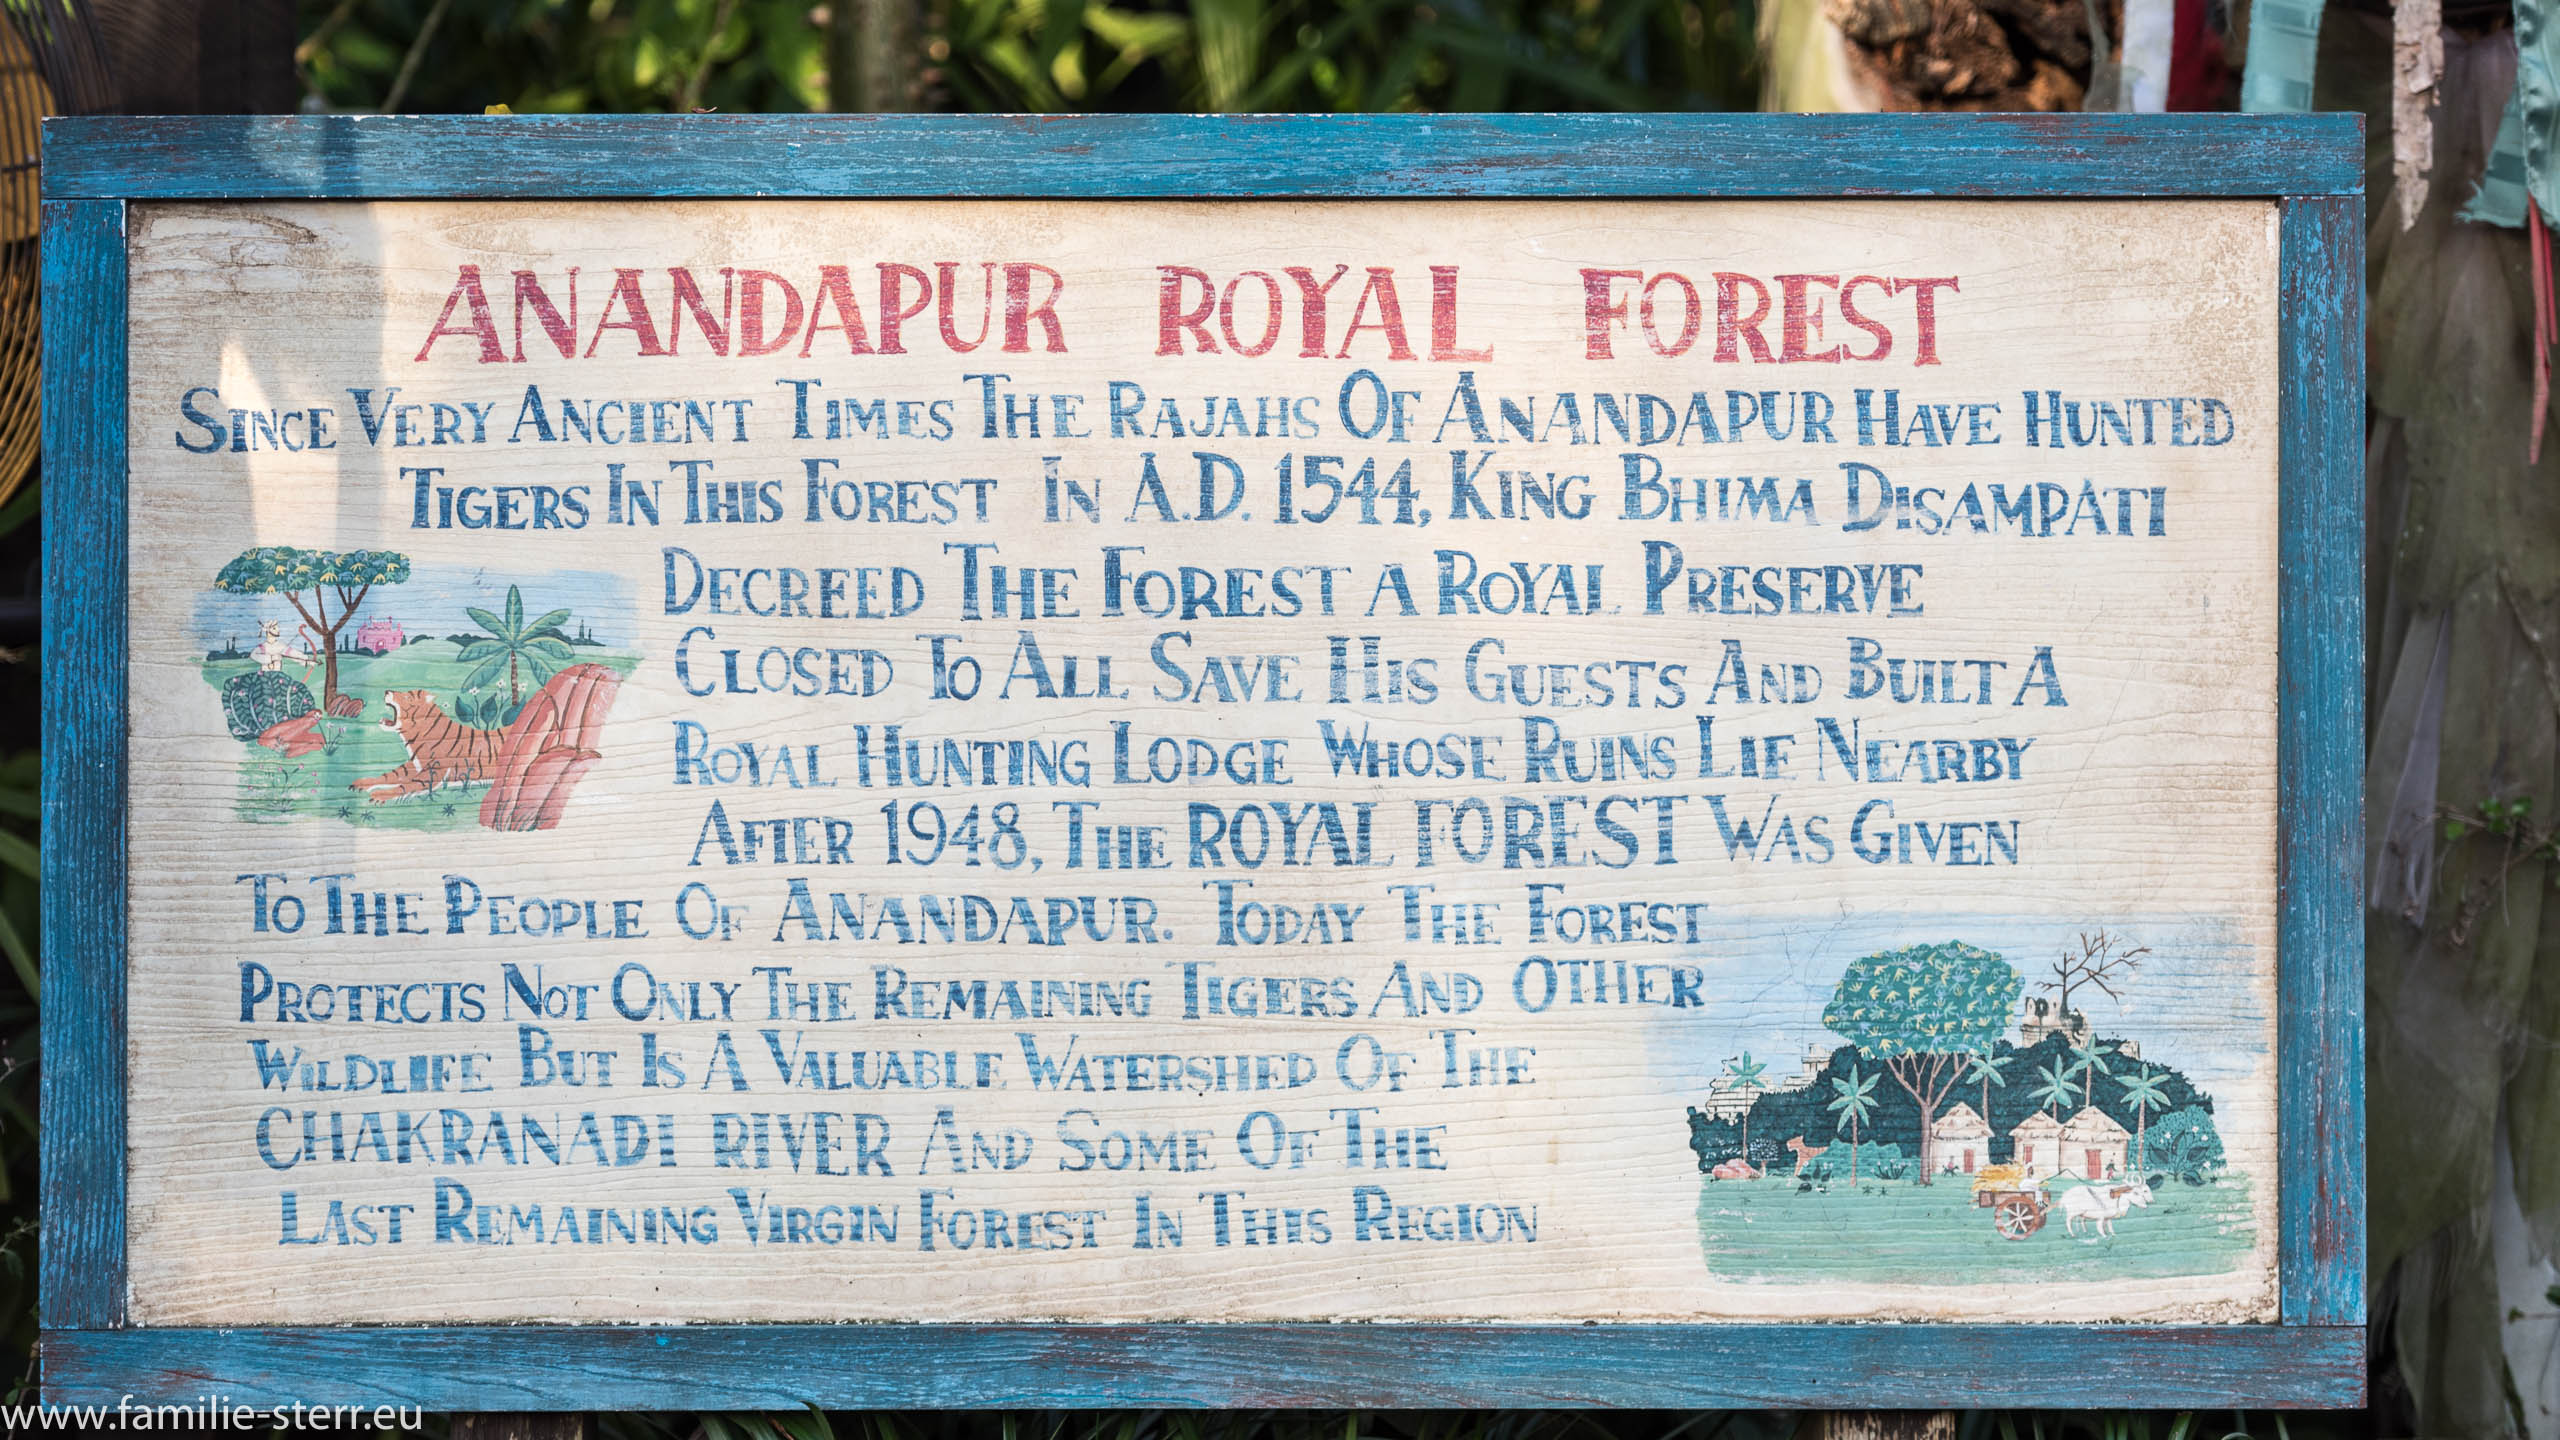 ANANDAPUR ROYAL FOREST
SINCE VERY ANCIENT TIMES THE RAJAHS OF ANANDAPUR HAVE HUNTED
TIGERS IN THIS FOREST IN A.D. 1544, KING BHIMA DISAMPATI
DECREED THE FOREST A ROYAL PRESERVE
CLOSED TO ALL SAVE HIS GUESTS AND BUILT A
ROYAL HUNTING LODGE WHOSE RUINS LIE NEARBY
AFTER 1948, THE ROYAL FOREST WAS GIVEN
TO THE PEOPLE OF ANANDAPUR. TODAY THE FOREST
PROTECTS NOT ONLY THE REMAINING TIGERS AND OTHER
WILDLIFE BUT IS A VALUABLE WATERSHED OF THE
CHAKRANADI RIVER AND SOME OF THE
LAST REMAINING VIRGIN FOREST IN THIS REGION
www.familie-sterr.eu